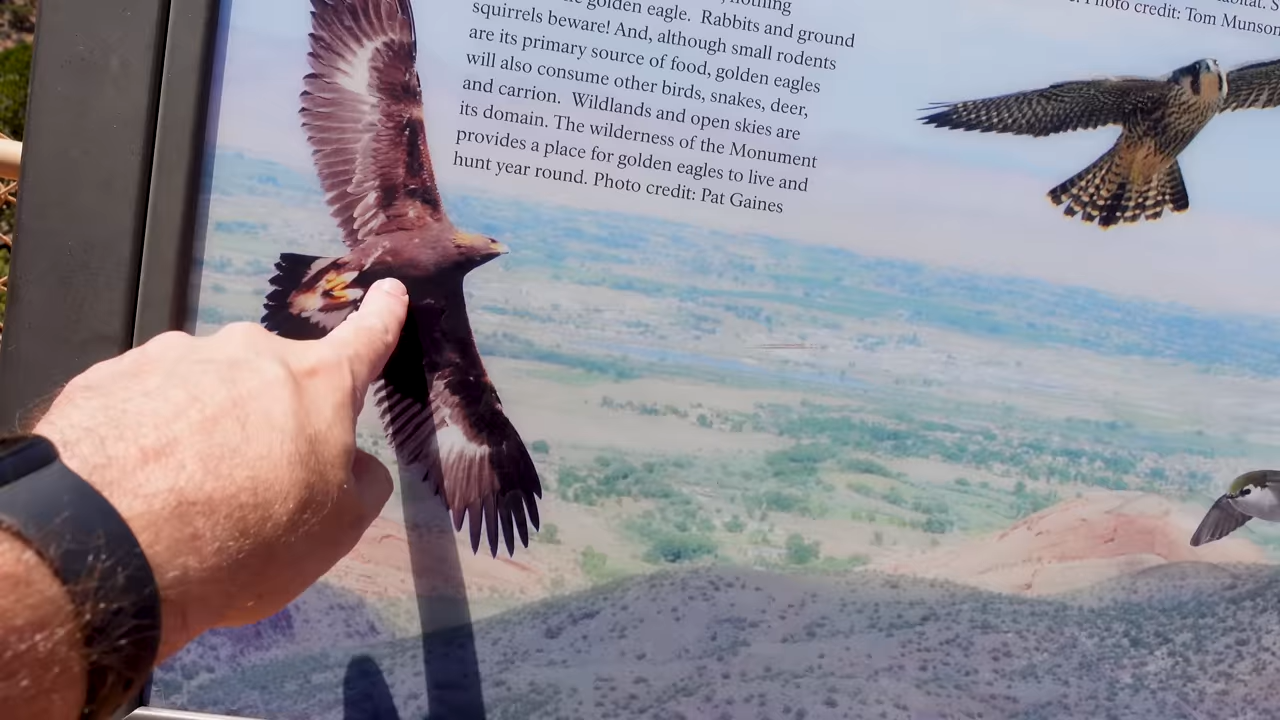 nothing
golden eagle. Rabbits and ground
squirrels beware! And, although small rodents
are its primary source of food, golden eagles
will also consume other birds, snakes, deer,
and carrion. Wildlands and open skies are
its domain. The wilderness of the Monument
provides a place for golden eagles to live and
hunt year round. Photo credit: Pat Gaines
Photo credit: Tom Munson